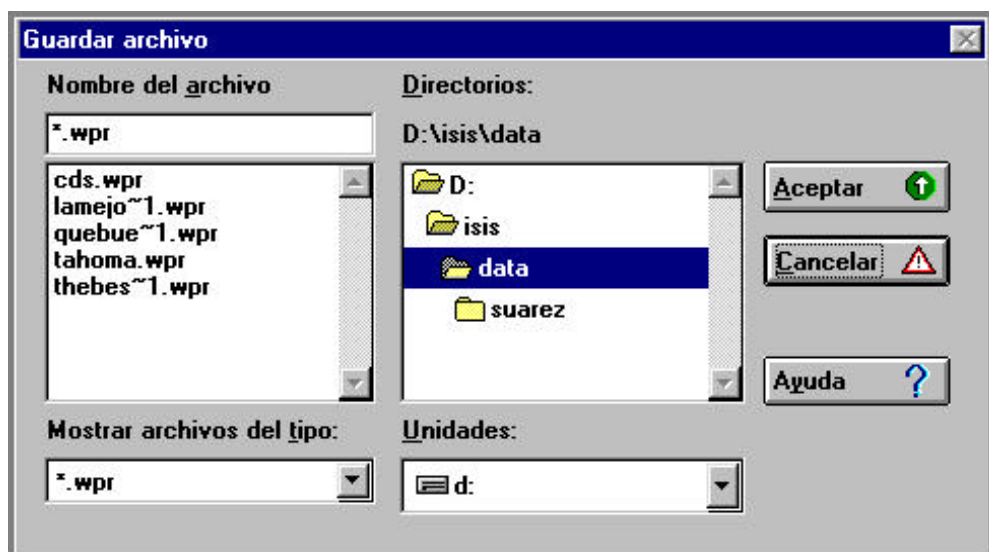 Guardar archivo
Nombre del archivo
*.wpr
cds.wpr
lamejo~1.wpr
quebue~1.wpr
tahoma.wpr
thebes~1.wpr
Mostrar archivos del tipo:
*.wpr
Directorios:
D:\isis\data
D:
isis
data
suarez
Unidades:
d:
Aceptar
Cancelar
Ayuda